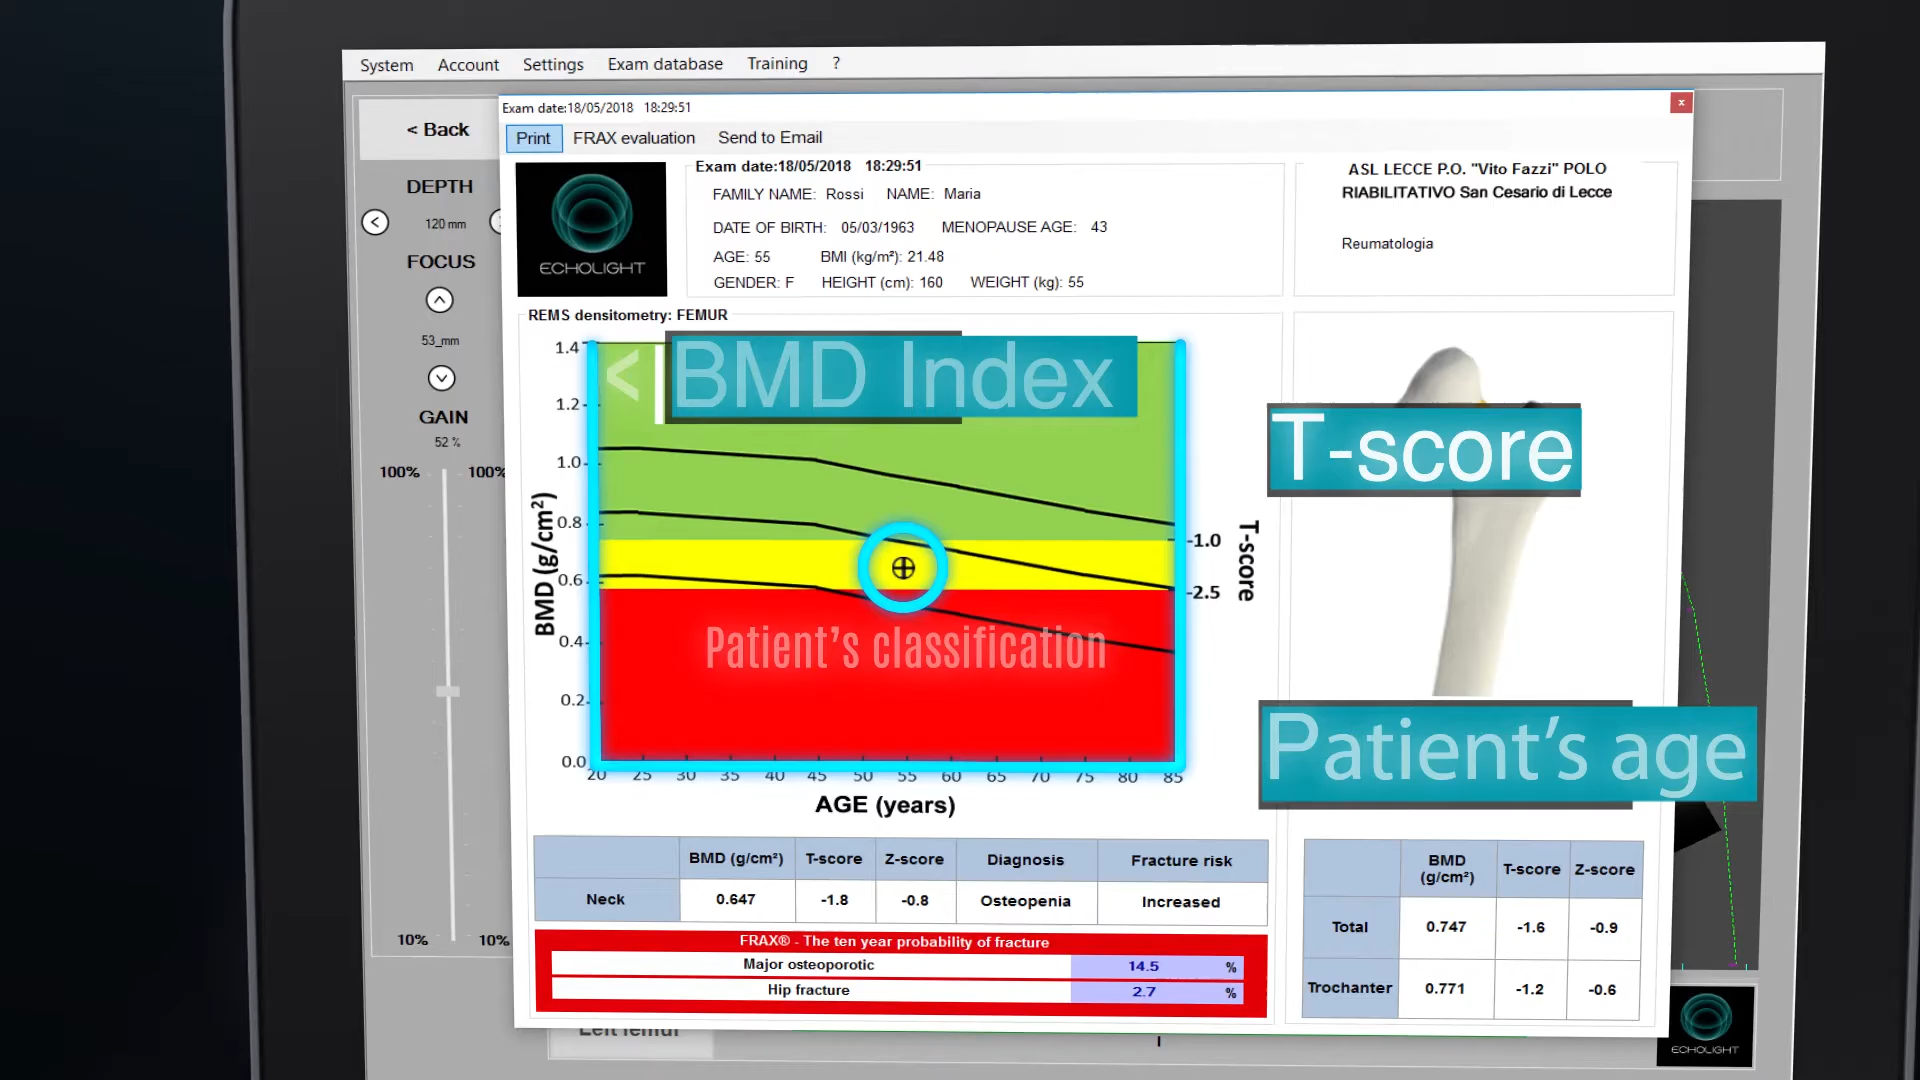 System Account Settings Exam database Training ?
Exam date:18/05/2018 18:29:51 x
< Back
Print FRAX evaluation Send to Email
DEPTH
120 mm
FOCUS
53_mm
GAIN
52 %
100% 100%
10% 10%
ECHOLIGHT
Exam date:18/05/2018 18:29:51
FAMILY NAME: Rossi NAME: Maria
DATE OF BIRTH: 05/03/1963 MENOPAUSE AGE: 43
AGE: 55 BMI (kg/m²): 21.48
GENDER: F HEIGHT (cm): 160 WEIGHT (kg): 55
ASL LECCE P.O. "Vito Fazzi" POLO
RIABILITATIVO San Cesario di Lecce
Reumatologia
REMS densitometry: FEMUR
< BMD Index
T-score
Patient's classification
Patient's age
1.4
1.2
1.0
0.8
0.6
0.4
0.2
0.0
BMD (g/cm²)
-1.0
-2.5
T-score
20 25 30 35 40 45 50 55 60 65 70 75 80 85
AGE (years)
BMD (g/cm²) T-score Z-score Diagnosis Fracture risk
Neck 0.647 -1.8 -0.8 Osteopenia Increased
FRAX® - The ten year probability of fracture
Major osteoporotic 14.5 %
Hip fracture 2.7 %
BMD
(g/cm²) T-score Z-score
Total 0.747 -1.6 -0.9
Trochanter 0.771 -1.2 -0.6
Left femur
ECHOLIGHT